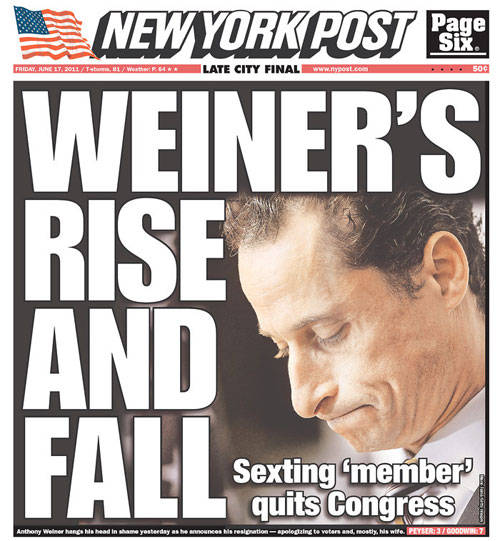 NEW YORK POST
Page
Six®
FRIDAY, JUNE 17, 2011 / T-storms, 81 / Weather: P. 64 ★★
LATE CITY FINAL
www.nypost.com
50¢
WEINER'S
RISE
AND
FALL
Sexting 'member'
quits Congress
Anthony Weiner hangs his head in shame yesterday as he announces his resignation — apologizing to voters and, mostly, his wife. PEYSER: 3 / GOODWIN: 7